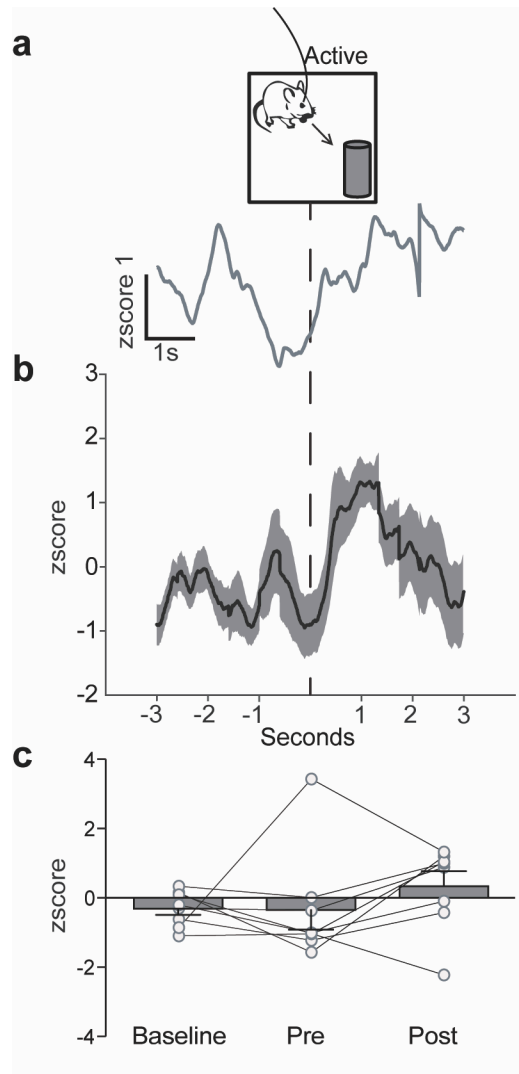 a
Active
zscore 1
1s
b
3
2
1
0
-1
-2
zscore
-3 -2 -1 1 2 3
Seconds
c
4
2
0
-2
-4
zscore
Baseline Pre Post